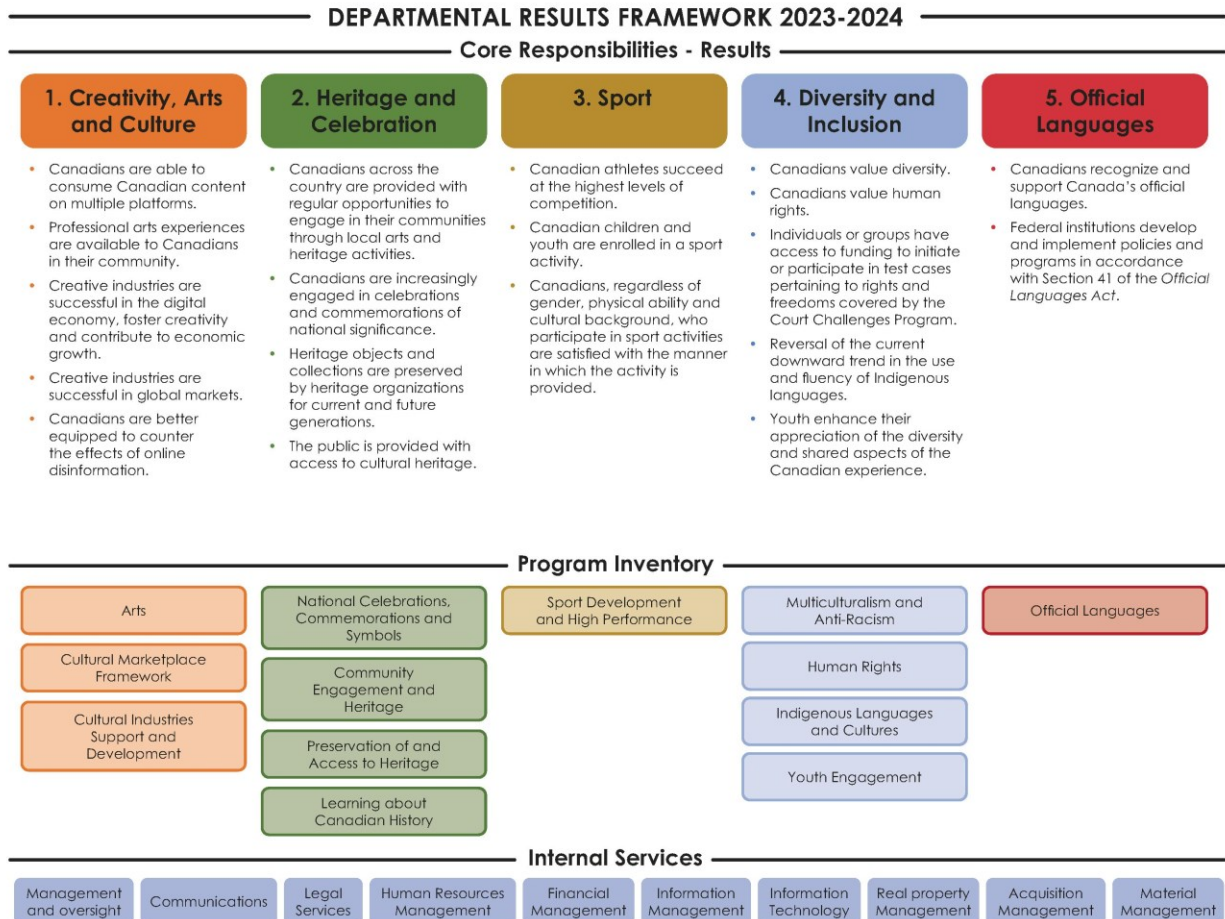 DEPARTMENTAL RESULTS FRAMEWORK 2023-2024
Core Responsibilities - Results
1. Creativity, Arts
and Culture
• Canadians are able to
consume Canadian content
on multiple platforms.
• Professional arts experiences
are available to Canadians
in their community.
• Creative industries are
successful in the digital
economy, foster creativity
and contribute to economic
growth.
• Creative industries are
successful in global markets.
• Canadians are better
equipped to counter
the effects of online
disinformation.
2. Heritage and
Celebration
• Canadians across the
country are provided with
regular opportunities to
engage in their communities
through local arts and
heritage activities.
• Canadians are increasingly
engaged in celebrations
and commemorations of
national significance.
• Heritage objects and
collections are preserved
by heritage organizations
for current and future
generations.
• The public is provided with
access to cultural heritage.
3. Sport
• Canadian athletes succeed
at the highest levels of
competition.
• Canadian children and
youth are enrolled in a sport
activity.
• Canadians, regardless of
gender, physical ability and
cultural background, who
participate in sport activities
are satisfied with the manner
in which the activity is
provided.
4. Diversity and
Inclusion
• Canadians value diversity.
• Canadians value human
rights.
• Individuals or groups have
access to funding to initiate
or participate in test cases
pertaining to rights and
freedoms covered by the
Court Challenges Program.
• Reversal of the current
downward trend in the use
and fluency of Indigenous
languages.
• Youth enhance their
appreciation of the diversity
and shared aspects of the
Canadian experience.
5. Official
Languages
• Canadians recognize and
support Canada's official
languages.
• Federal institutions develop
and implement policies and
programs in accordance
with Section 41 of the Official
Languages Act.
Program Inventory
Arts
Cultural Marketplace
Framework
Cultural Industries
Support and
Development
National Celebrations,
Commemorations and
Symbols
Community
Engagement and
Heritage
Preservation of and
Access to Heritage
Learning about
Canadian History
Sport Development
and High Performance
Multiculturalism and
Anti-Racism
Human Rights
Indigenous Languages
and Cultures
Youth Engagement
Official Languages
Internal Services
Management
and oversight
Communications
Legal
Services
Human Resources
Management
Financial
Management
Information
Management
Information
Technology
Real property
Management
Acquisition
Management
Material
Management